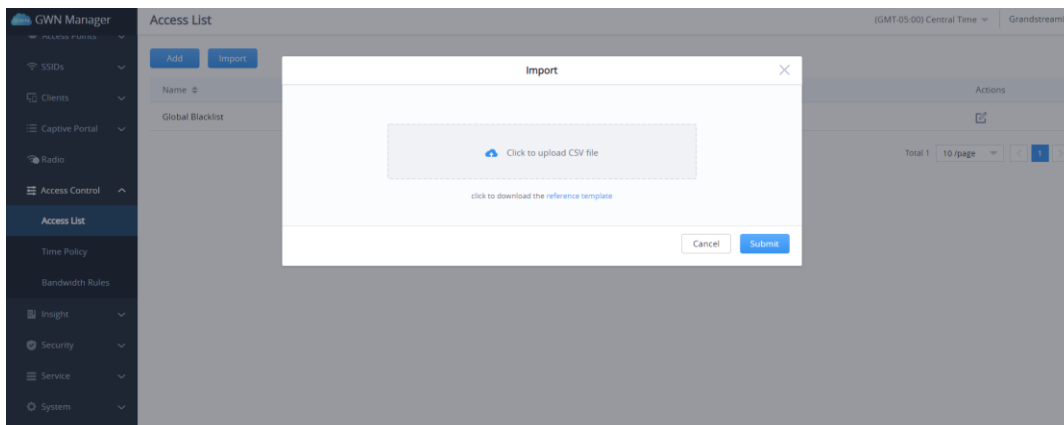 GWN Manager
Access List
(GMT-05:00) Central Time
Access Points
SSIDs
Clients
Captive Portal
Radio
Access Control
Access List
Time Policy
Bandwidth Rules
Insight
Security
Service
System
Add
Import
Name
Actions
Global Blacklist
Total 1
10 /page
1
Import
Click to upload CSV file
click to download the reference template
Cancel
Submit